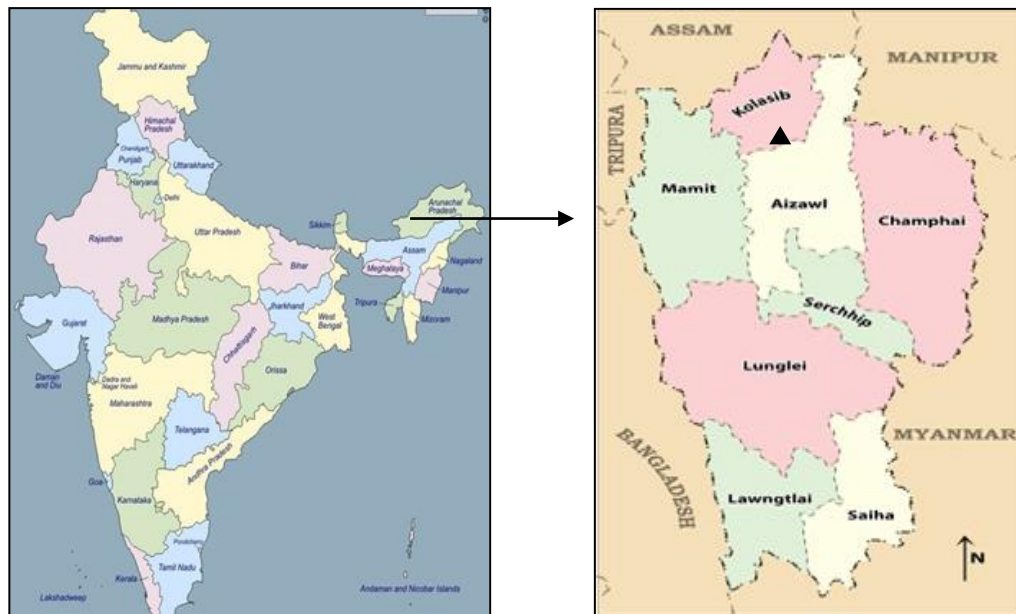 Jammu and Kashmir
Himachal
Pradesh
Chandigarh
Punjab
Uttarakhand
Haryana
Delhi
Arunachal
Pradesh
Sikkim
Rajasthan
Uttar Pradesh
Assam
Nagaland
Bihar
Meghalaya
Manipur
Tripura
Jharkhand
West
Bengal
Mizoram
Gujarat
Madhya Pradesh
Chhattisgarh
Daman
and Diu
Dadra and
Nagar Haveli
Orissa
Maharashtra
Telangana
Andhra Pradesh
Goa
Karnataka
Pondicherry
Tamil Nadu
Kerala
Lakshadweep
Andaman and Nicobar Islands
ASSAM
MANIPUR
TRIPURA
Kolasib
Mamit
Aizawl
Champhai
Serchhip
Lunglei
BANGLADESH
MYANMAR
Lawngtlai
Saiha
N